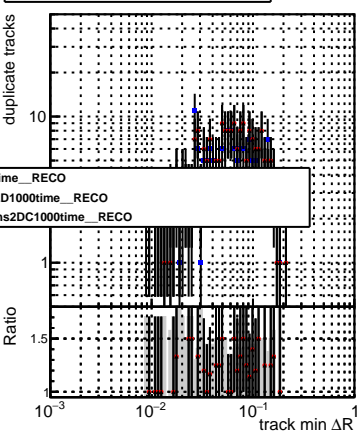 duplicate tracks
10
ime__RECO
D1000time__RECO
ns2DC1000time__RECO
1
Ratio
1.5
1
10⁻³ 10⁻² 10⁻¹ 1
track min ΔR